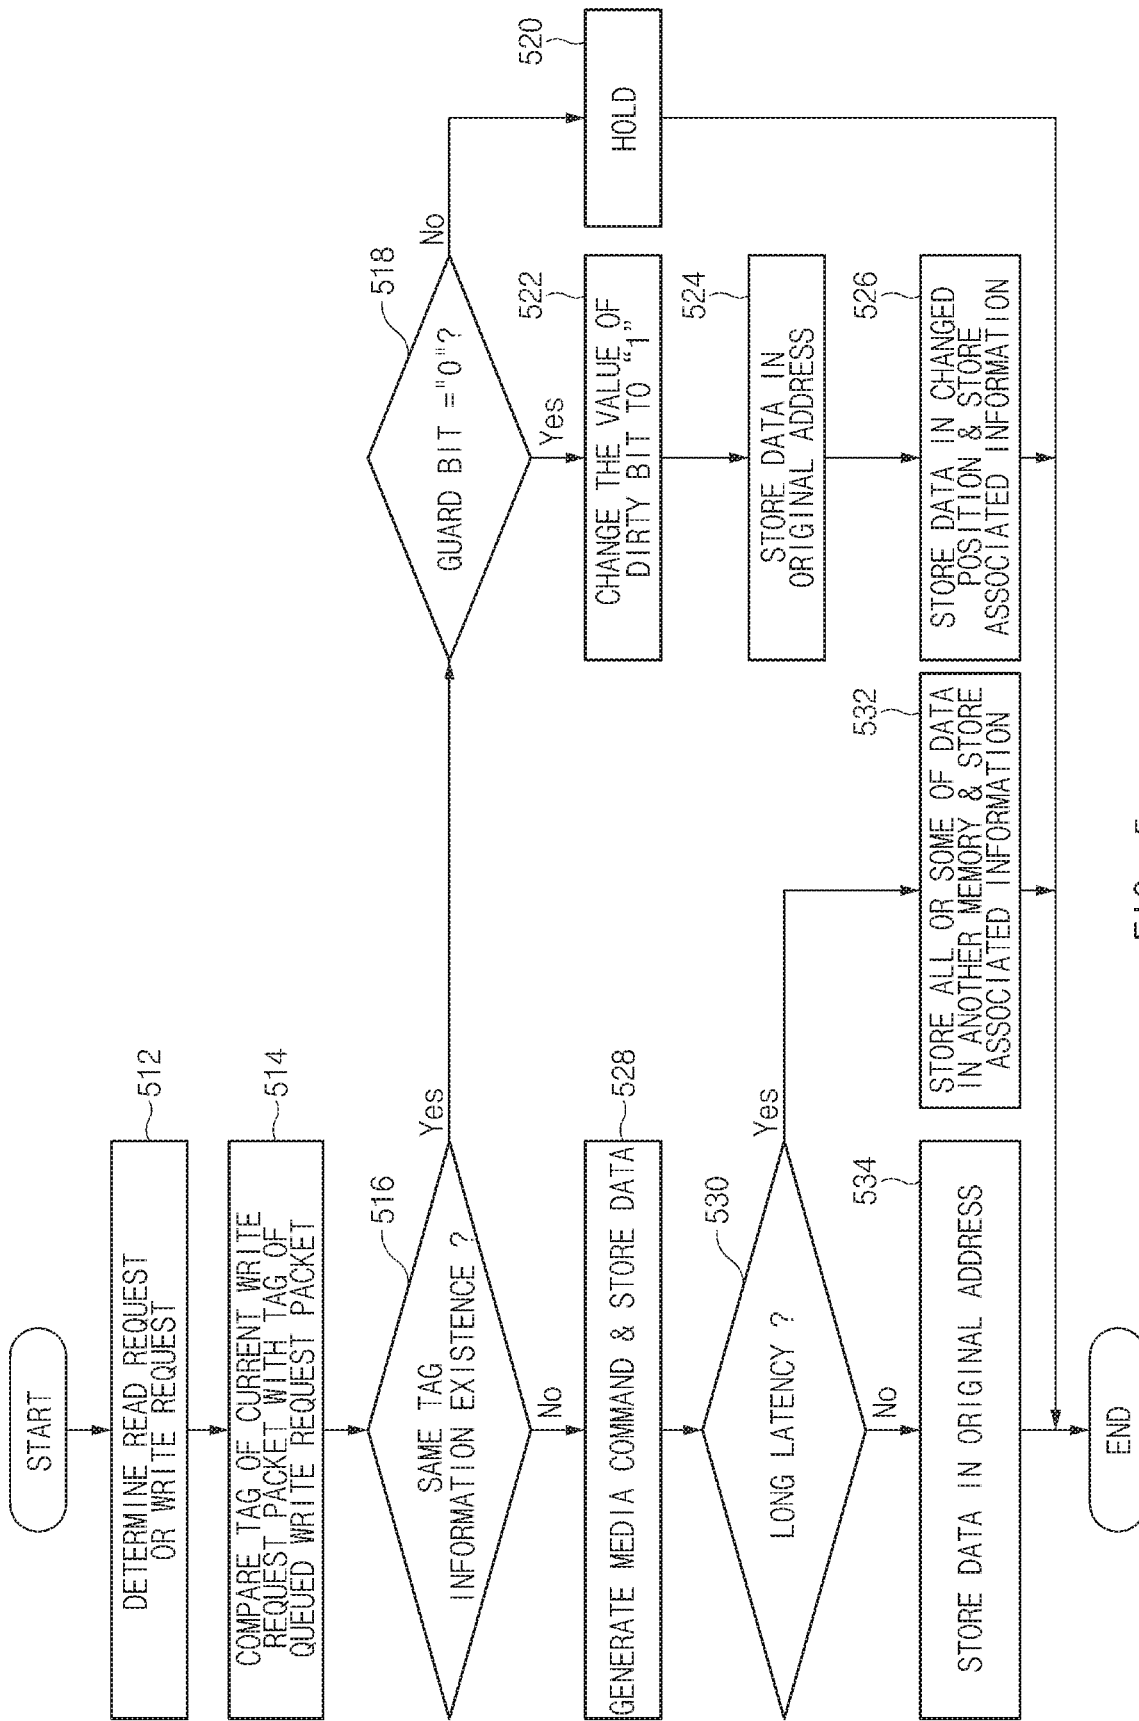 START
DETERMINE READ REQUEST
OR WRITE REQUEST
512
COMPARE TAG OF CURRENT WRITE
REQUEST PACKET WITH TAG OF
QUEUED WRITE REQUEST PACKET
514
SAME TAG
INFORMATION EXISTENCE ?
516
Yes
No
GUARD BIT ="0"?
518
No
Yes
HOLD
520
CHANGE THE VALUE OF
DIRTY BIT TO “1”
522
STORE DATA IN
ORIGINAL ADDRESS
524
STORE DATA IN CHANGED
POSITION & STORE
ASSOCIATED INFORMATION
526
GENERATE MEDIA COMMAND & STORE DATA
528
LONG LATENCY ?
530
Yes
No
STORE ALL OR SOME OF DATA
IN ANOTHER MEMORY & STORE
ASSOCIATED INFORMATION
532
STORE DATA IN ORIGINAL ADDRESS
534
END